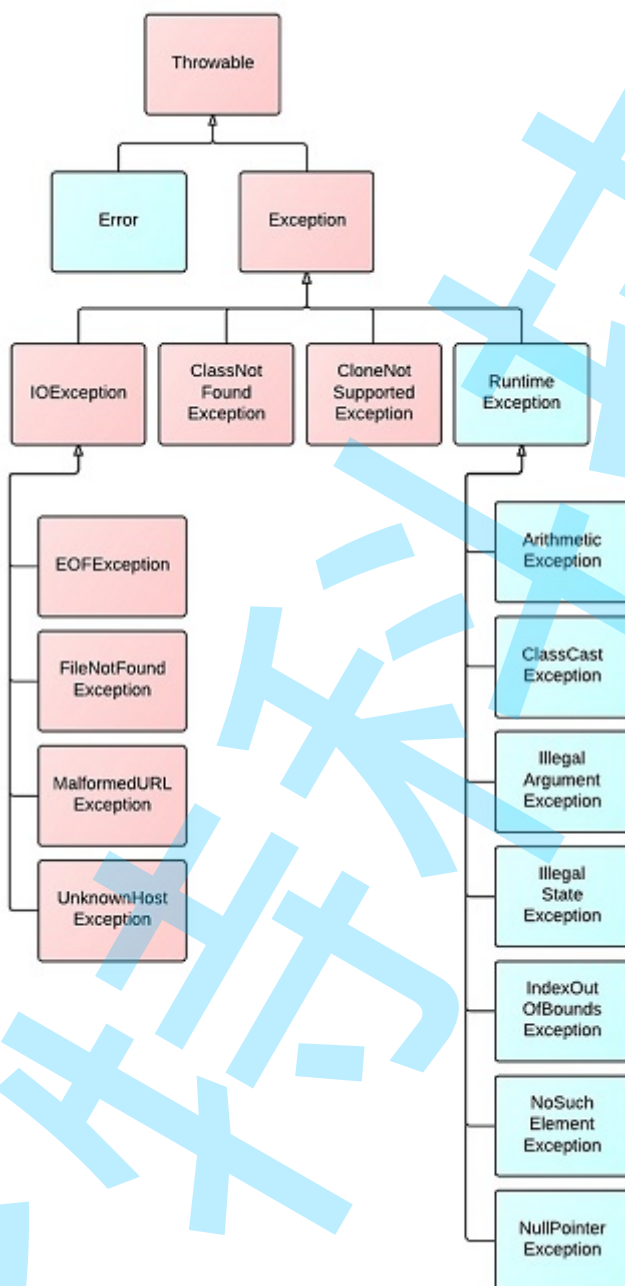 Throwable
Error
Exception
IOException
ClassNot
Found
Exception
CloneNot
Supported
Exception
Runtime
Exception
EOFException
FileNotFound
Exception
MalformedURL
Exception
UnknownHost
Exception
Arithmetic
Exception
ClassCast
Exception
Illegal
Argument
Exception
Illegal
State
Exception
IndexOut
OfBounds
Exception
NoSuch
Element
Exception
NullPointer
Exception